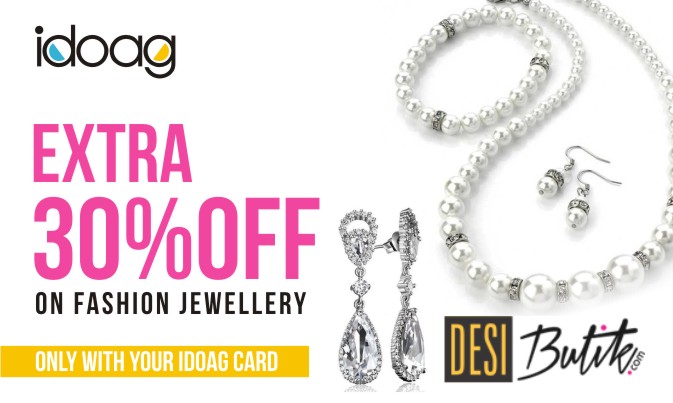 idoag
EXTRA
30%OFF
ON FASHION JEWELLERY
ONLY WITH YOUR IDOAG CARD
DESI Butik.com